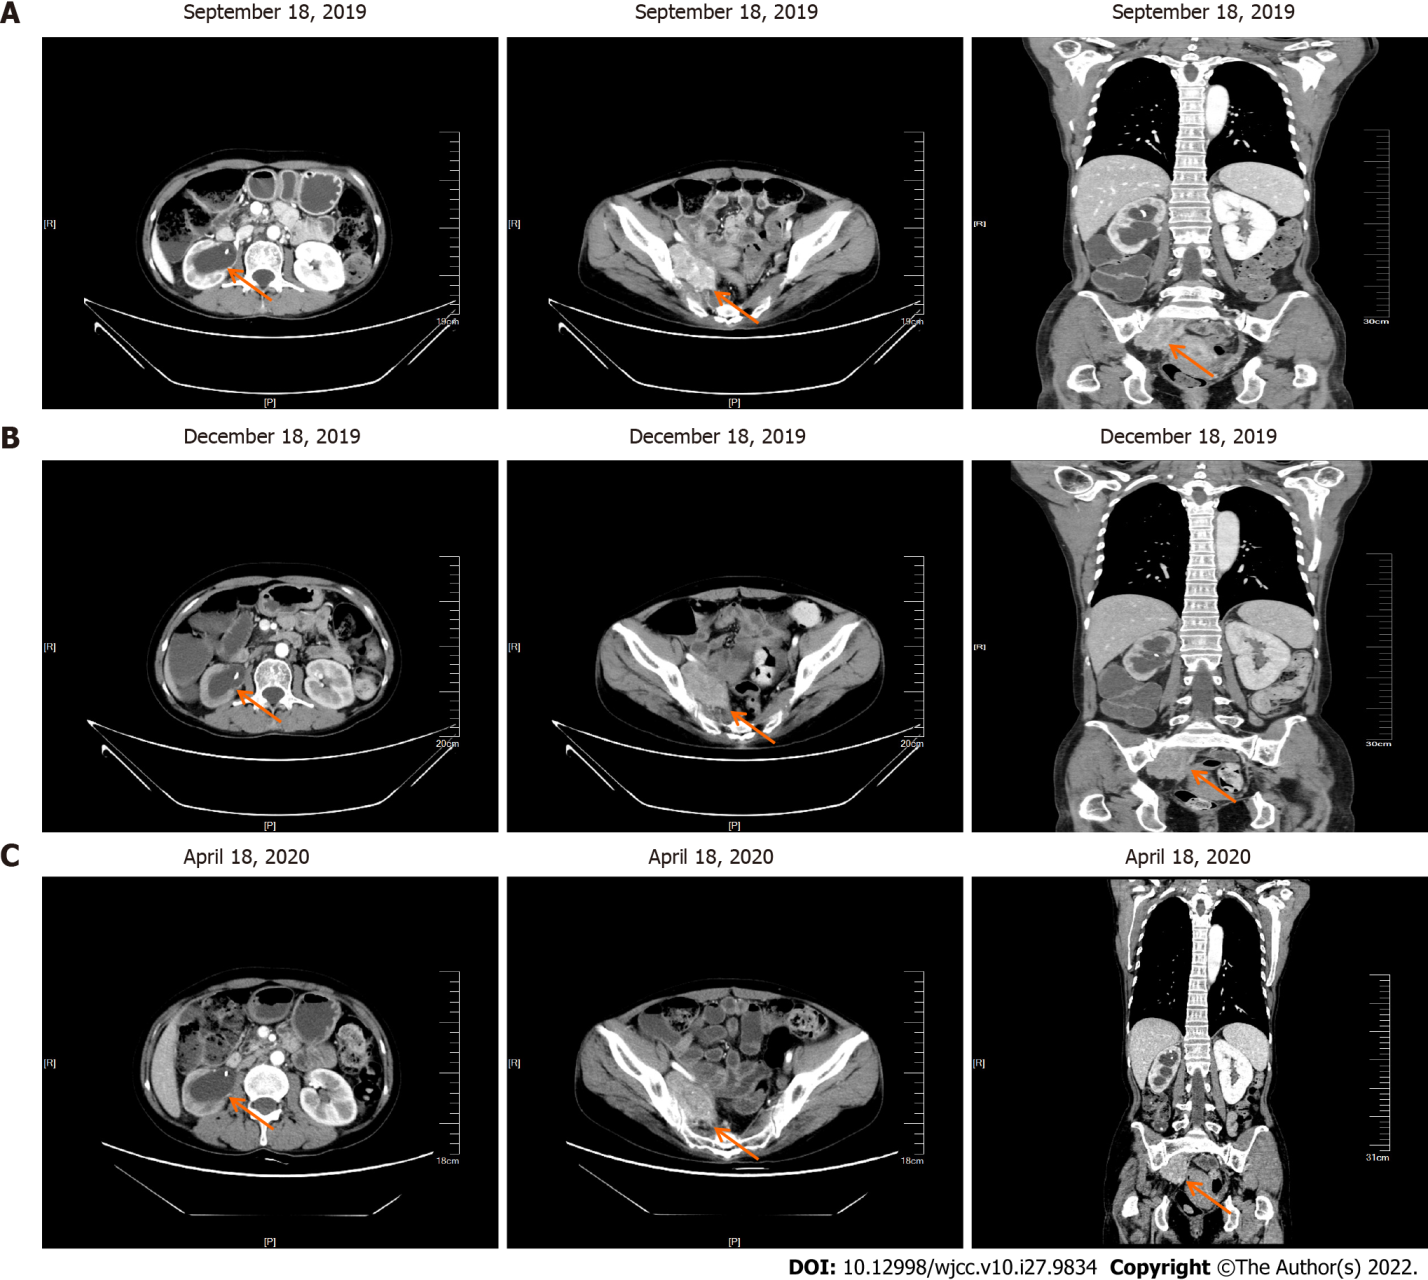 A
September 18, 2019 September 18, 2019 September 18, 2019
[R] [R] [R]
19cm 19cm 30cm
[P] [P]
B
December 18, 2019 December 18, 2019 December 18, 2019
[R] [R] [R]
20cm 20cm 30cm
[P] [P]
C
April 18, 2020 April 18, 2020 April 18, 2020
[R] [R] [R]
18cm 18cm 31cm
[P] [P]
DOI: 10.12998/wjcc.v10.i27.9834 Copyright ©The Author(s) 2022.